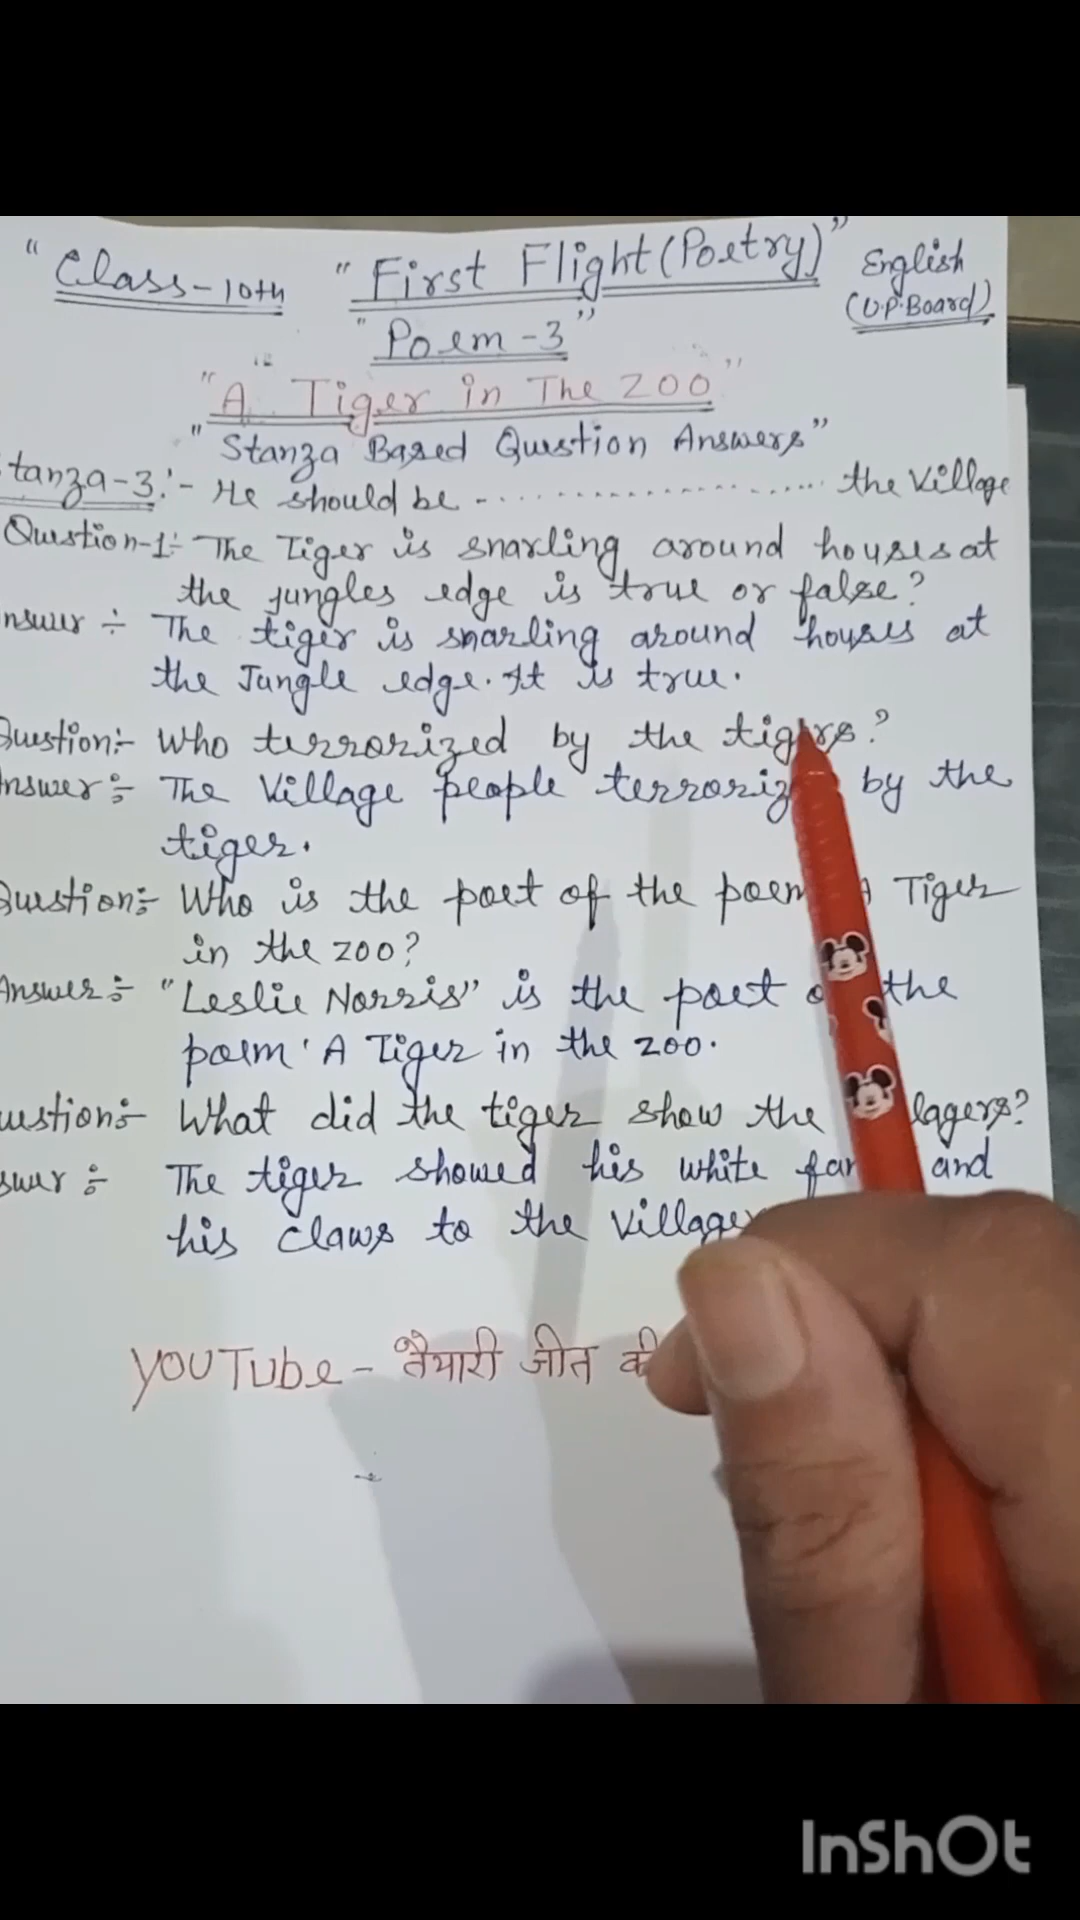 "Class-10th "First Flight (Poetry)" English
(U.P. Board)
"Poem-3"
"A Tiger in The Zoo"
"Stanza Based Question Answers"
tanza-3:- He should be .................... the Village
Question-1:- The Tiger is snarling around houses at
the jungles edge is true or false?
nswer :- The tiger is snarling around houses at
the Jungle edge. It is true.
Question:- Who terrorized by the tigers?
nswer:- The Village people terroriz by the
tiger.
Question:- Who is the poet of the poem A Tiger
in the zoo?
Answer:- "Leslie Norris" is the poet of the
poem 'A Tiger in the zoo.
uestion:- What did the tiger show the lagers?
swer :- The tiger showed his white fan and
his claws to the Village
YouTube - तैयारी जीत की
InShOt